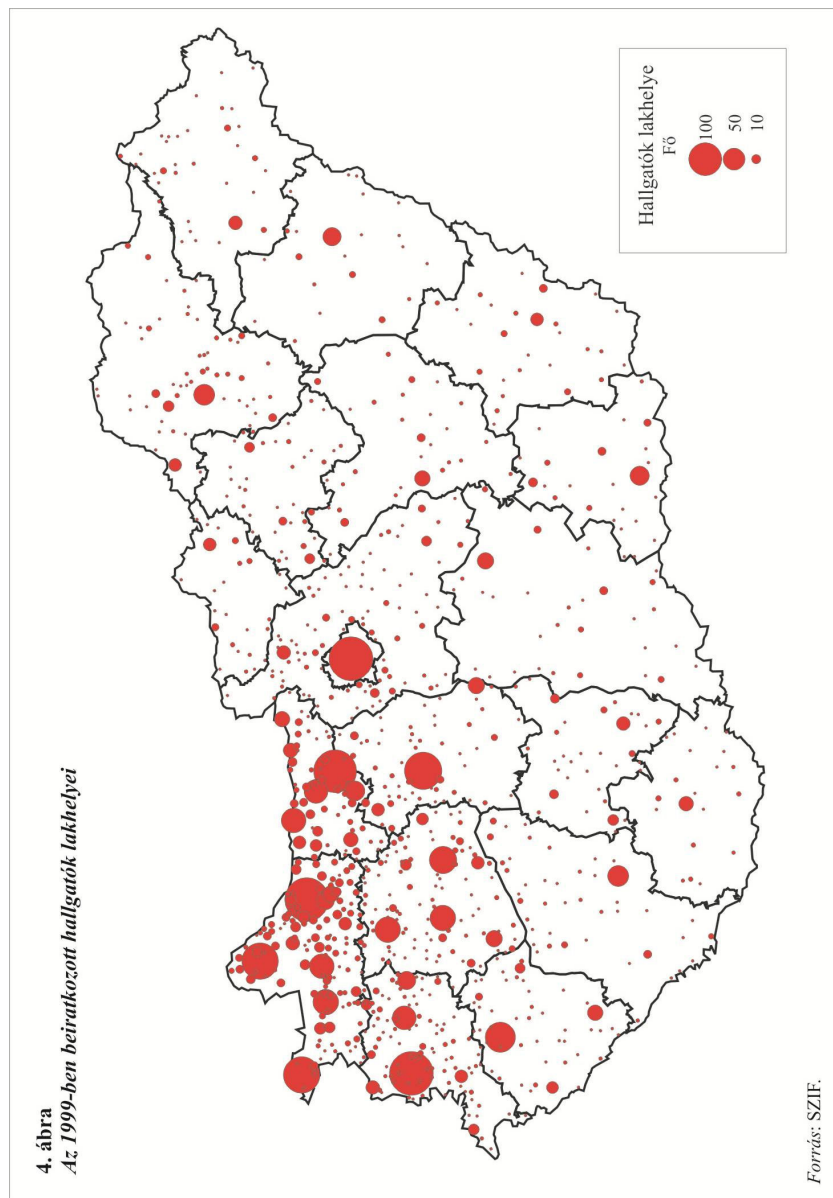 4. ábra
Az 1999-ben beiratkozott hallgatók lakhelyei
Hallgatók lakhelye
Fő
100
50
10
Forrás: SZIF.